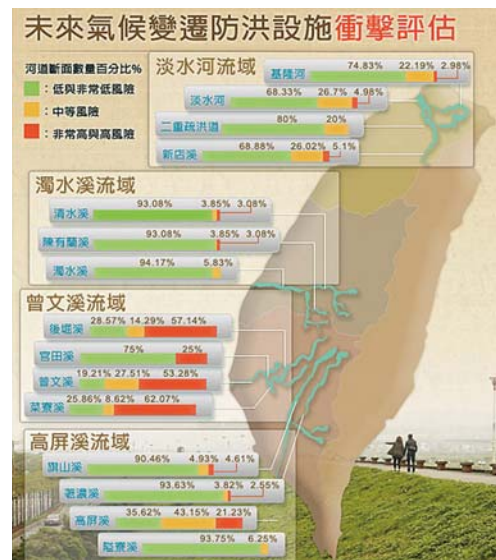 未來氣候變遷防洪設施衝擊評估
河道斷面數量百分比%
：低與非常低風險
：中等風險
：非常高與高風險
淡水河流域
基隆河 74.83% 22.19% 2.98%
淡水河 68.33% 26.7% 4.98%
二重疏洪道 80% 20%
新店溪 68.88% 26.02% 5.1%
濁水溪流域
清水溪 93.08% 3.85% 3.08%
陳有蘭溪 93.08% 3.85% 3.08%
濁水溪 94.17% 5.83%
曾文溪流域
後堀溪 28.57% 14.29% 57.14%
官田溪 75% 25%
曾文溪 19.21% 27.51% 53.28%
菜寮溪 25.86% 8.62% 62.07%
高屏溪流域
旗山溪 90.46% 4.93% 4.61%
荖濃溪 93.63% 3.82% 2.55%
高屏溪 35.62% 43.15% 21.23%
隘寮溪 93.75% 6.25%